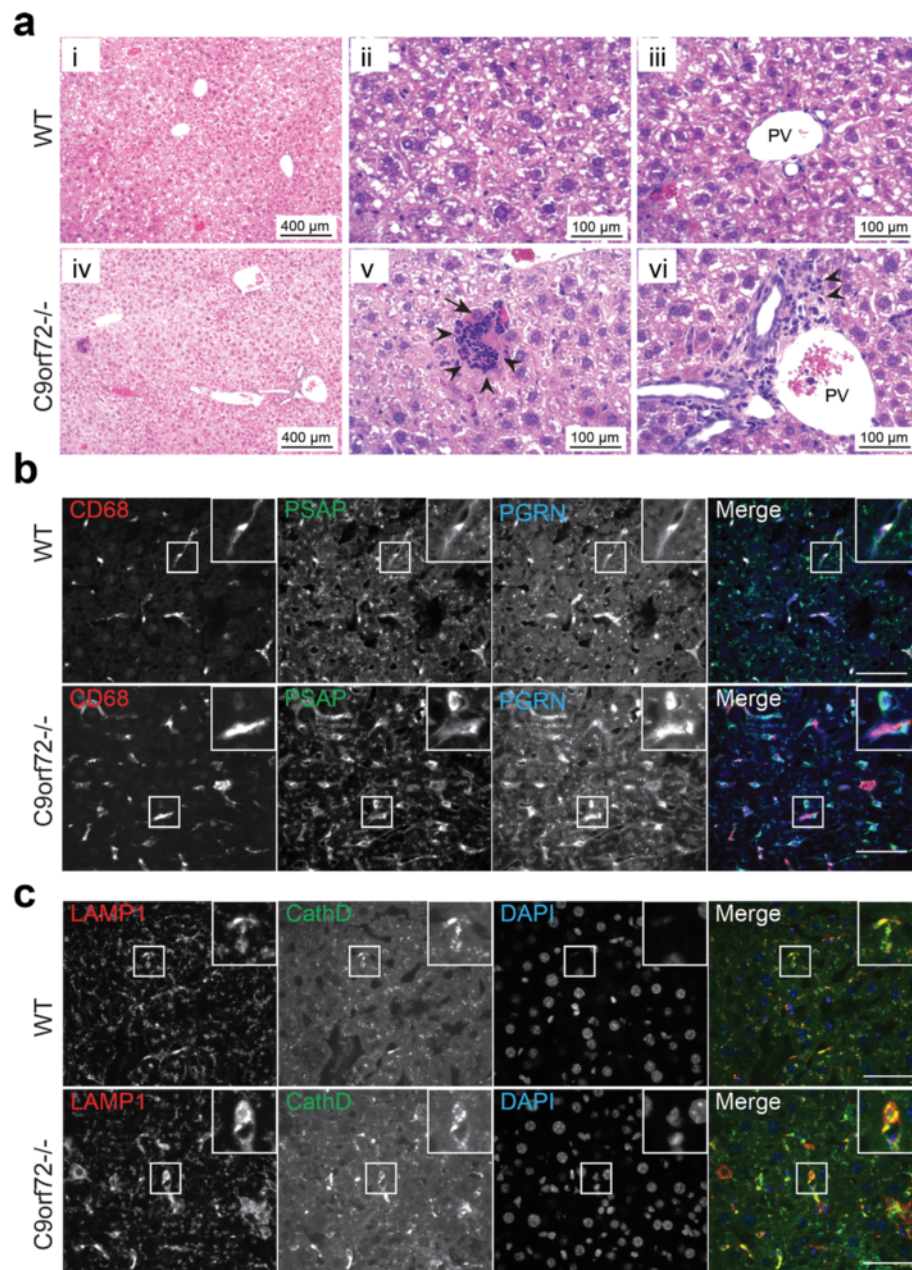 a
WT
i
400 µm
ii
100 µm
iii
PV
100 µm
C9orf72-/-
iv
400 µm
v
100 µm
vi
PV
100 µm
b
WT
CD68
PSAP
PGRN
Merge
C9orf72-/-
CD68
PSAP
PGRN
Merge
c
WT
LAMP1
CathD
DAPI
Merge
C9orf72-/-
LAMP1
CathD
DAPI
Merge